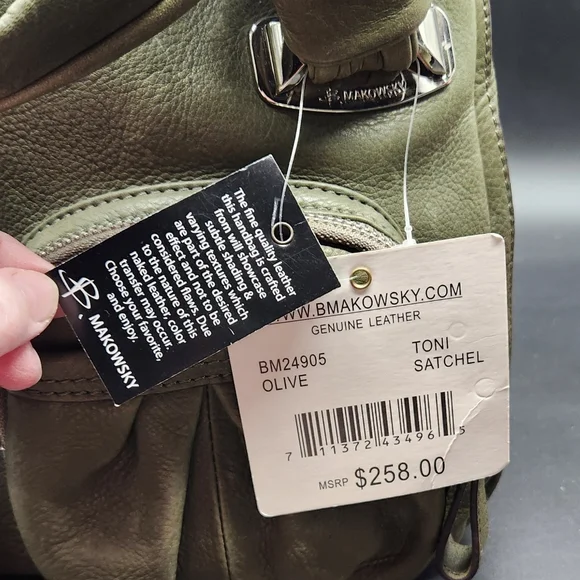 B. MAKOWSKY
The fine quality leather
this handbag is crafted
from will showcase
subtle shading &
varying textures which
are part of the desired
effect and not to be
considered flaws. Due
to the nature of this
naked leather, color
transfer may occur.
Choose your favorite,
and enjoy.
B. MAKOWSKY
WWW.BMAKOWSKY.COM
GENUINE LEATHER
BM24905
TONI
OLIVE
SATCHEL
7 11372 43496 5
MSRP $258.00